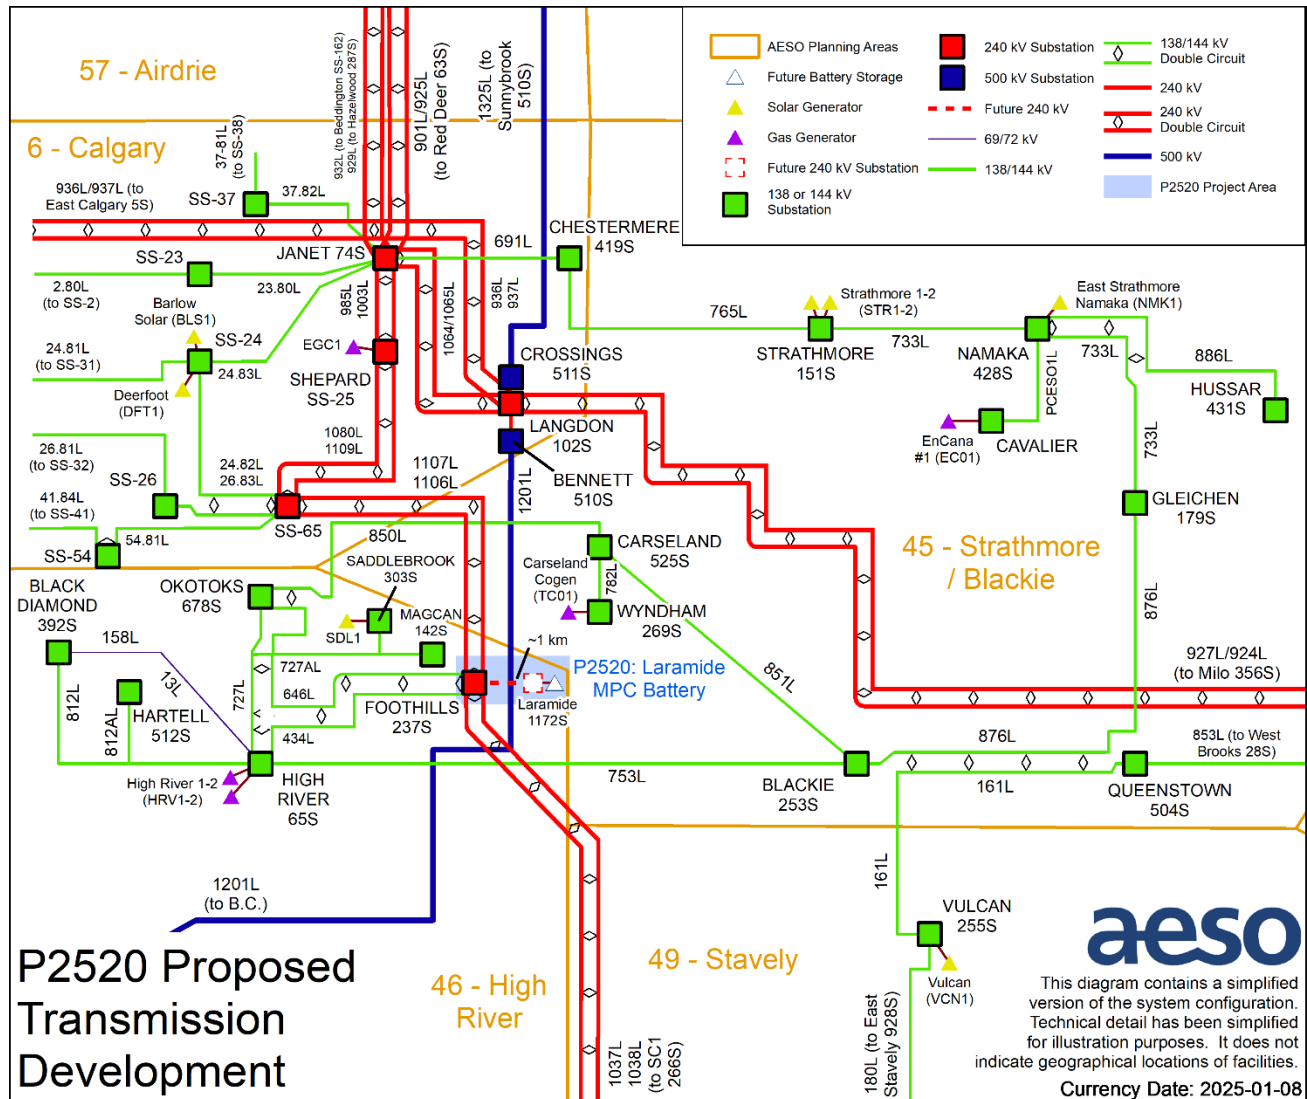 57 - Airdrie
932L (to Beddington SS-162)
929L (to Hazelwood 287S)
901L/925L
(to Red Deer 63S)
1325L (to
Sunnybrook
510S)
AESO Planning Areas
Future Battery Storage
Solar Generator
Gas Generator
Future 240 kV Substation
138 or 144 kV
Substation
240 kV Substation
500 kV Substation
Future 240 kV
69/72 kV
138/144 kV
138/144 kV
Double Circuit
240 kV
240 kV
Double Circuit
500 kV
P2520 Project Area
6 - Calgary
37-81L
(to SS-38)
936L/937L (to
East Calgary 5S)
SS-37
37.82L
JANET 74S
691L
CHESTERMERE
419S
SS-23
2.80L
(to SS-2)
23.80L
Barlow
Solar (BLS1)
SS-24
24.81L
(to SS-31)
24.83L
Deerfoot
(DFT1)
985L
1003L
1064/1065L
936L
937L
EGC1
SHEPARD
SS-25
CROSSINGS
511S
LANGDON
102S
BENNETT
510S
765L
Strathmore 1-2
(STR1-2)
STRATHMORE
151S
733L
East Strathmore
Namaka (NMK1)
NAMAKA
428S
733L
886L
HUSSAR
431S
PCESO1L
EnCana
#1 (EC01)
CAVALIER
733L
GLEICHEN
179S
26.81L
(to SS-32)
24.82L
26.83L
1080L
1109L
1107L
1106L
1201L
SS-26
41.84L
(to SS-41)
54.81L
SS-54
SS-65
850L
45 - Strathmore
/ Blackie
CARSELAND
525S
Carseland
Cogen
(TC01)
782L
WYNDHAM
269S
876L
BLACK
DIAMOND
392S
OKOTOKS
678S
SADDLEBROOK
303S
MAGCAN
142S
SDL1
158L
13L
727AL
727L
646L
434L
812L
812AL
HARTELL
512S
~1 km
P2520: Laramide
MPC Battery
FOOTHILLS
237S
Laramide
1172S
851L
927L/924L
(to Milo 356S)
High River 1-2
(HRV1-2)
HIGH
RIVER
65S
753L
BLACKIE
253S
876L
853L (to West
Brooks 28S)
161L
QUEENSTOWN
504S
161L
1201L
(to B.C.)
VULCAN
255S
Vulcan
(VCN1)
180L (to East
Stavely 928S)
46 - High
River
49 - Stavely
1037L
1038L
(to SC1
266S)
P2520 Proposed
Transmission
Development
aeso
This diagram contains a simplified
version of the system configuration.
Technical detail has been simplified
for illustration purposes. It does not
indicate geographical locations of facilities.
Currency Date: 2025-01-08